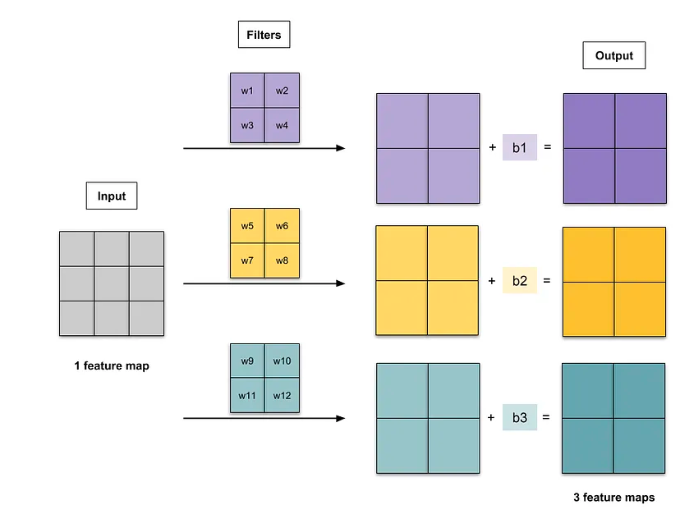 Filters
Output
w1 w2
w3 w4
+ b1 =
Input
w5 w6
w7 w8
+ b2 =
1 feature map
w9 w10
w11 w12
+ b3 =
3 feature maps